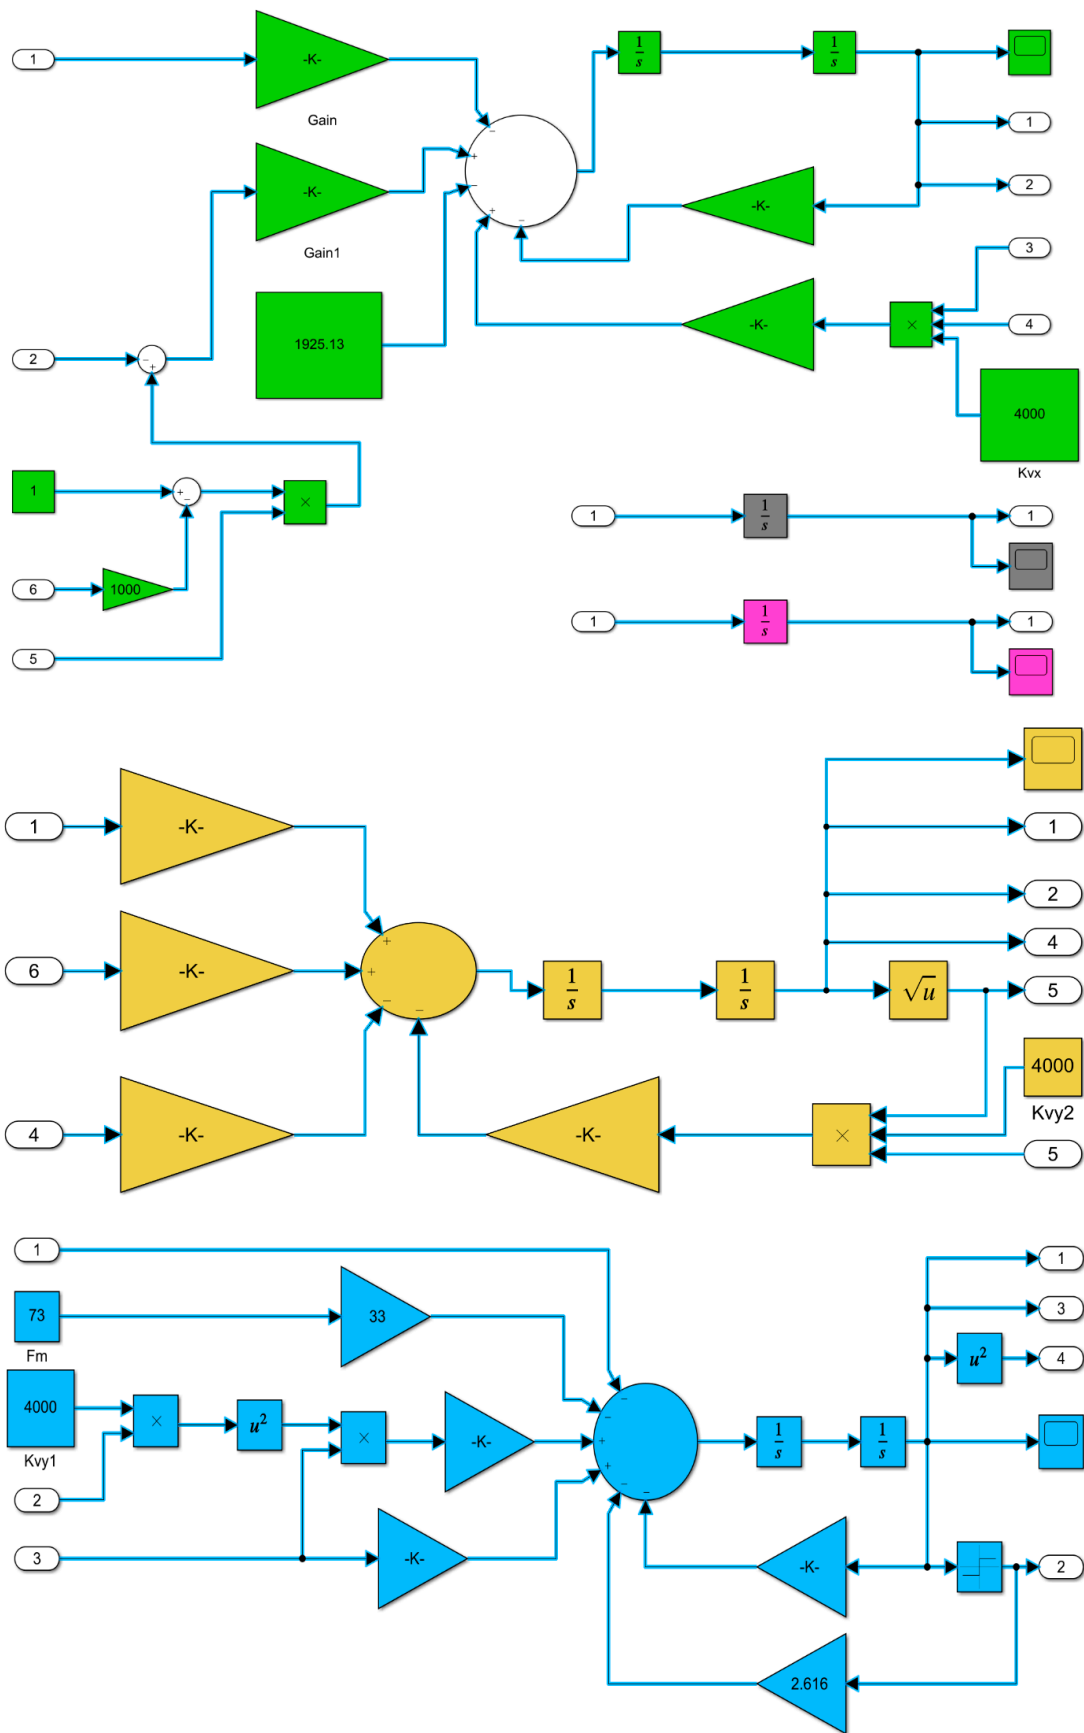 1
-K-
1
s
1
s
Gain
1
-K-
2
-K-
Gain1
3
1925.13
-K-
×
4
2
4000
Kvx
1
×
1
1
s
1
6
1000
1
1
s
1
5
1
-K-
1
2
6
-K-
4
1
s
1
s
√u
5
4000
Kvy2
4
-K-
-K-
×
5
1
1
73
33
3
Fm
u²
4
4000
×
u²
×
-K-
1
s
1
s
Kvy1
2
3
-K-
-K-
2
2.616